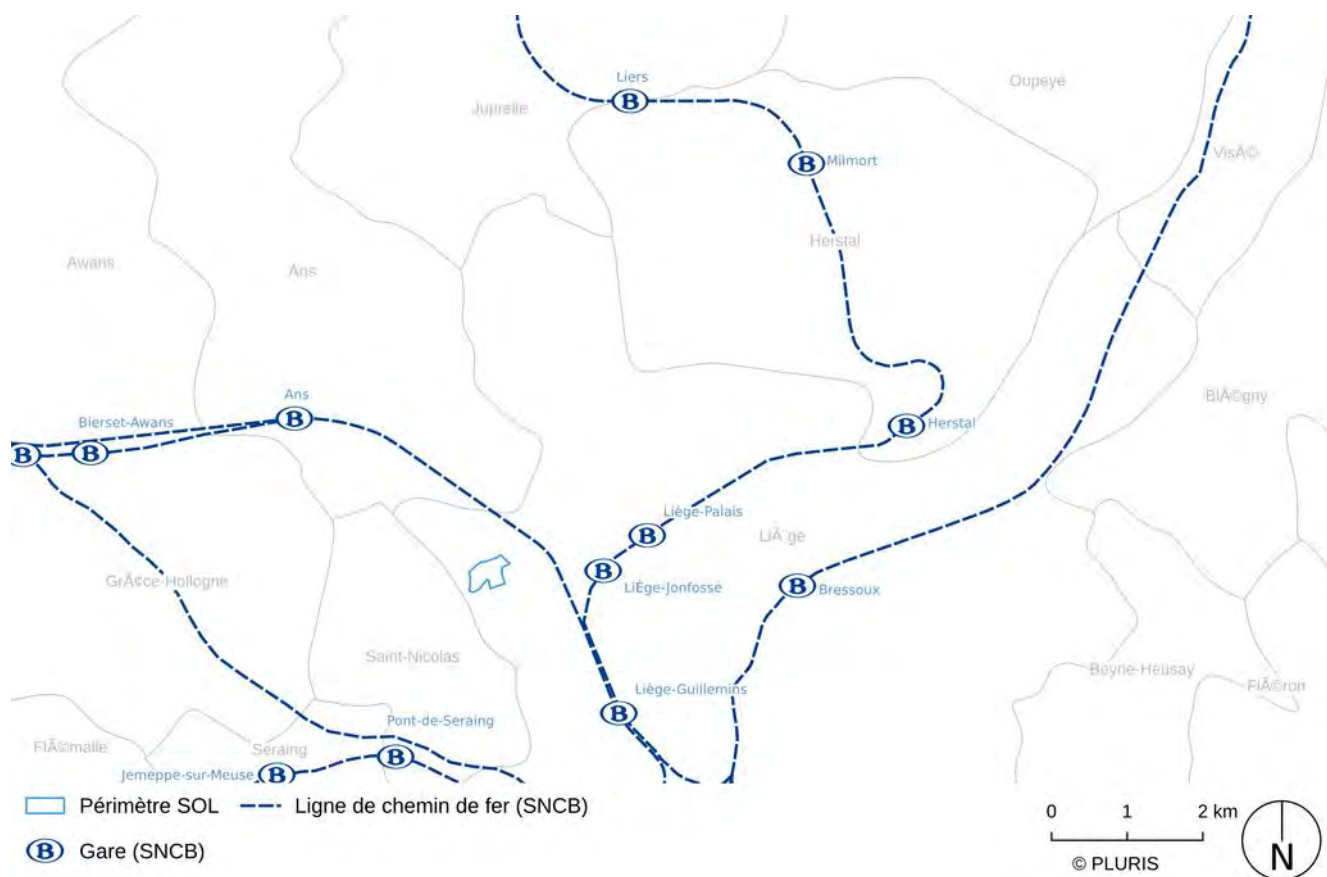 Liers
B
Oupeye
Juprelle
Milmort
B
VisÃ©
Herstal
Awans
Ans
Ans
B
BlÃ©gny
Bierset-Awans
Herstal
B
B
B
Liège-Palais
B
LiÃ¨ge
GrÃ¢ce-Hollogne
LiÈge-Jonfosse
B
Bressoux
B
Saint-Nicolas
Beyne-Heusay
FlÃ©ron
Liège-Guillemins
B
Pont-de-Seraing
B
FlÃ©malle
Seraing
Jemeppe-sur-Meuse
B
Périmètre SOL
Ligne de chemin de fer (SNCB)
B
Gare (SNCB)
0 1 2 km
© PLURIS
N